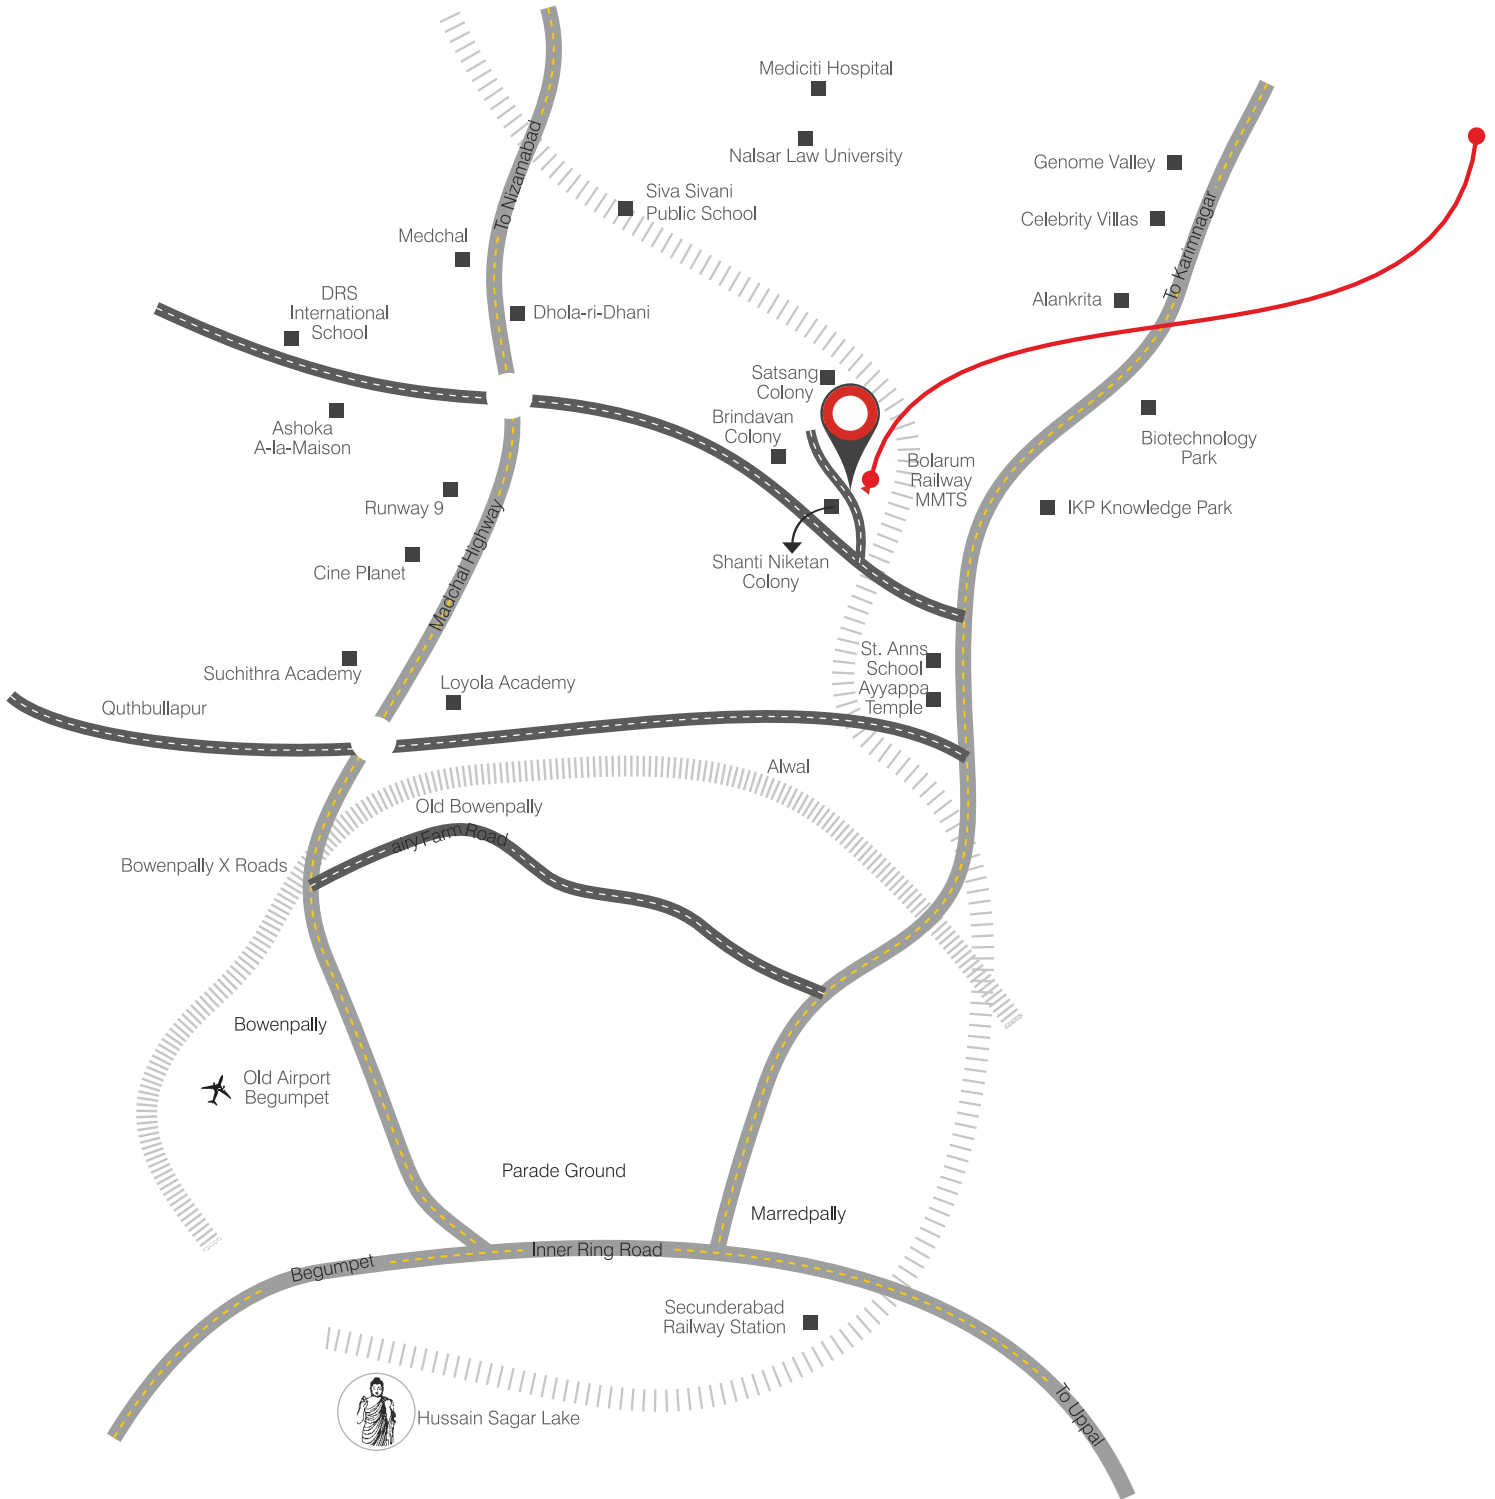 Mediciti Hospital
To Nizamabad
Nalsar Law University
Genome Valley
Siva Sivani
Public School
Celebrity Villas
To Karimnagar
Medchal
DRS
International
School
Dhola-ri-Dhani
Alankrita
Satsang
Colony
Brindavan
Colony
Ashoka
A-la-Maison
Biotechnology
Park
Bolarum
Railway
MMTS
Runway 9
IKP Knowledge Park
Madchal Highway
Cine Planet
Shanti Niketan
Colony
St. Anns
School
Ayyappa
Temple
Suchithra Academy
Loyola Academy
Quthbullapur
Alwal
Old Bowenpally
airy Farm Road
Bowenpally X Roads
Bowenpally
Old Airport
Begumpet
Parade Ground
Marredpally
Inner Ring Road
Begumpet
Secunderabad
Railway Station
To Uppal
Hussain Sagar Lake